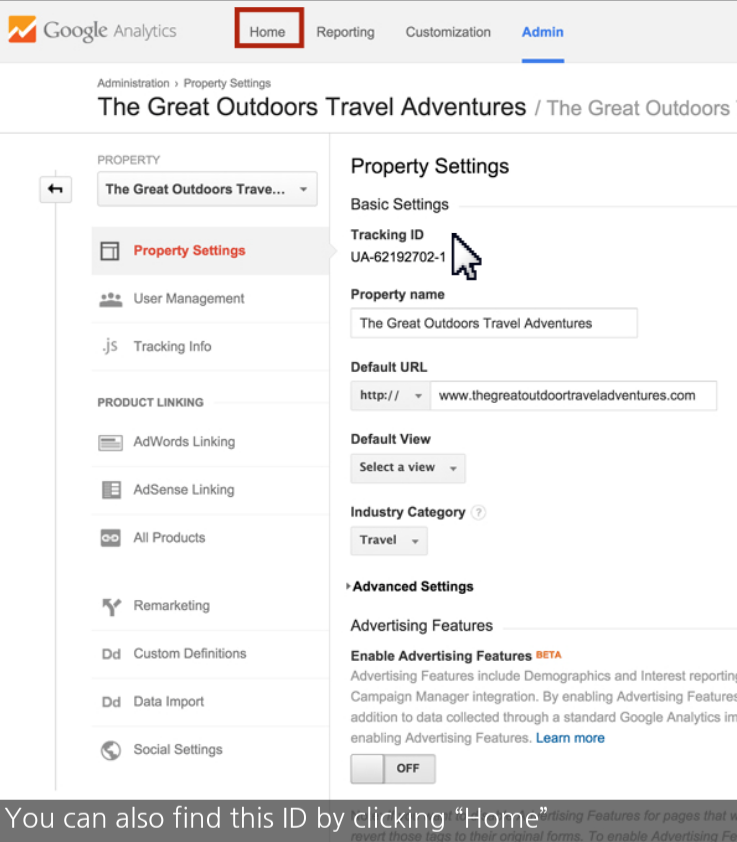 Google Analytics
Home
Reporting
Customization
Admin
Administration › Property Settings
The Great Outdoors Travel Adventures / The Great Outdoors
PROPERTY
The Great Outdoors Trave...
Property Settings
User Management
.js Tracking Info
PRODUCT LINKING
AdWords Linking
AdSense Linking
All Products
Remarketing
Dd Custom Definitions
Dd Data Import
Social Settings
Property Settings
Basic Settings
Tracking ID
UA-62192702-1
Property name
The Great Outdoors Travel Adventures
Default URL
http:// www.thegreatoutdoortraveladventures.com
Default View
Select a view
Industry Category ?
Travel
Advanced Settings
Advertising Features
Enable Advertising Features BETA
Advertising Features include Demographics and Interest reporting
Campaign Manager integration. By enabling Advertising Features
addition to data collected through a standard Google Analytics im
enabling Advertising Features. Learn more
OFF
You can also find this ID by clicking “Home”
Advertising Features for pages that w
revert those tags to their original forms. To enable Advertising Fe